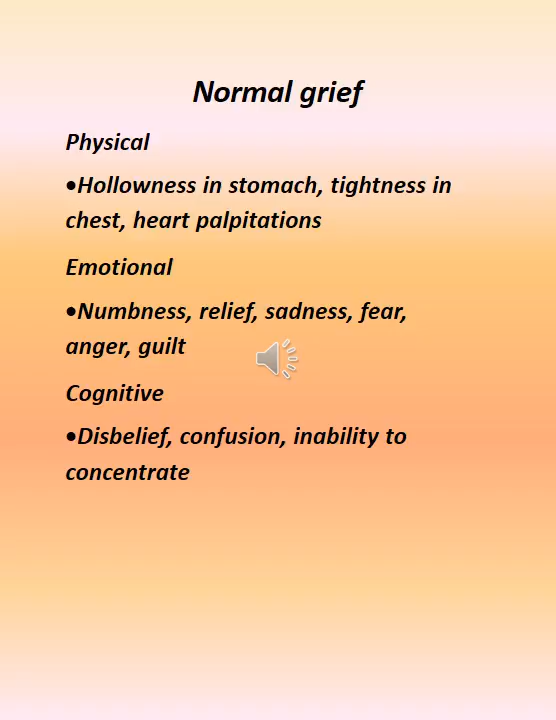 Normal grief
Physical
•Hollowness in stomach, tightness in
chest, heart palpitations
Emotional
•Numbness, relief, sadness, fear,
anger, guilt
Cognitive
•Disbelief, confusion, inability to
concentrate